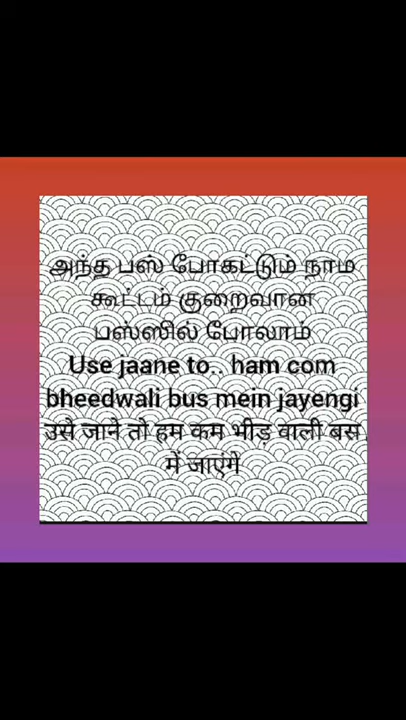 அந்த பஸ் போகட்டும் நாம
கூட்டம் குறைவான
பஸ்ஸில் போலாம்
Use jaane to.. ham com
bheedwali bus mein jayengi
उसे जाने तो हम कम भीड़ वाली बस
में जाएंगे